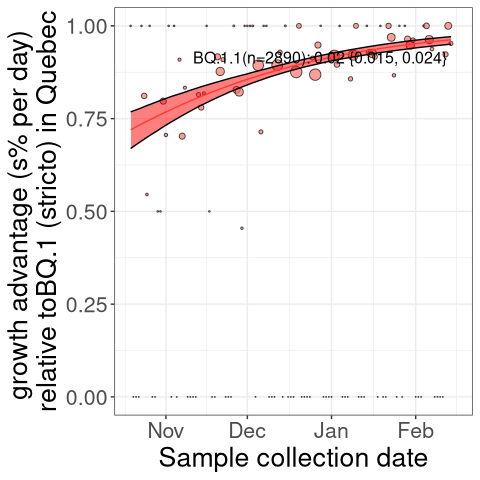 growth advantage (s% per day)
relative toBQ.1 (stricto) in Quebec
1.00
0.75
0.50
0.25
0.00
BQ.1.1(n=2890): 0.02 (0.015, 0.024)
Nov Dec Jan Feb
Sample collection date